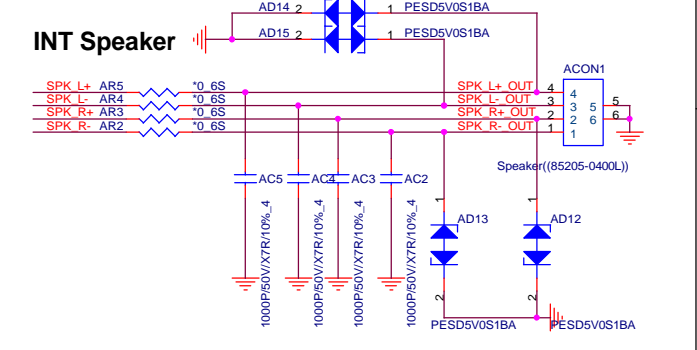 AD14 2 1 PESD5V0S1BA
INT Speaker
AD15 2 1 PESD5V0S1BA
ACON1
SPK_L+ AR5 *0_6S SPK_L+_OUT 4 4
SPK_L- AR4 *0_6S SPK_L-_OUT 3 3 5 5
SPK_R+ AR3 *0_6S SPK_R+_OUT 2 2 6 6
SPK_R- AR2 *0_6S SPK_R-_OUT 1 1
Speaker((85205-0400L))
AC5 AC4 AC3 AC2
1000P/50V/X7R/10%_4
1000P/50V/X7R/10%_4
1000P/50V/X7R/10%_4
1000P/50V/X7R/10%_4
1 1
AD13 AD12
2 2
PESD5V0S1BA PESD5V0S1BA